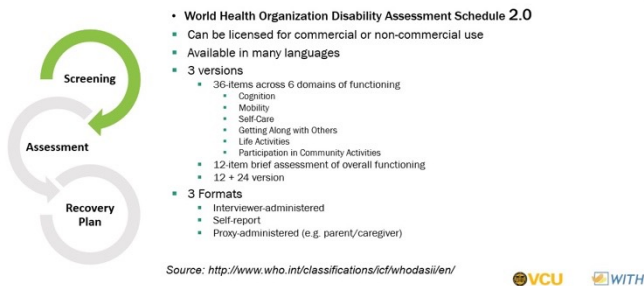 Screening
Assessment
Recovery
Plan
• World Health Organization Disability Assessment Schedule 2.0
▪ Can be licensed for commercial or non-commercial use
▪ Available in many languages
▪ 3 versions
▪ 36-items across 6 domains of functioning
▪ Cognition
▪ Mobility
▪ Self-Care
▪ Getting Along with Others
▪ Life Activities
▪ Participation in Community Activities
▪ 12-item brief assessment of overall functioning
▪ 12 + 24 version
▪ 3 Formats
▪ Interviewer-administered
▪ Self-report
▪ Proxy-administered (e.g. parent/caregiver)
Source: http://www.who.int/classifications/icf/whodasii/en/
VCU
WITH